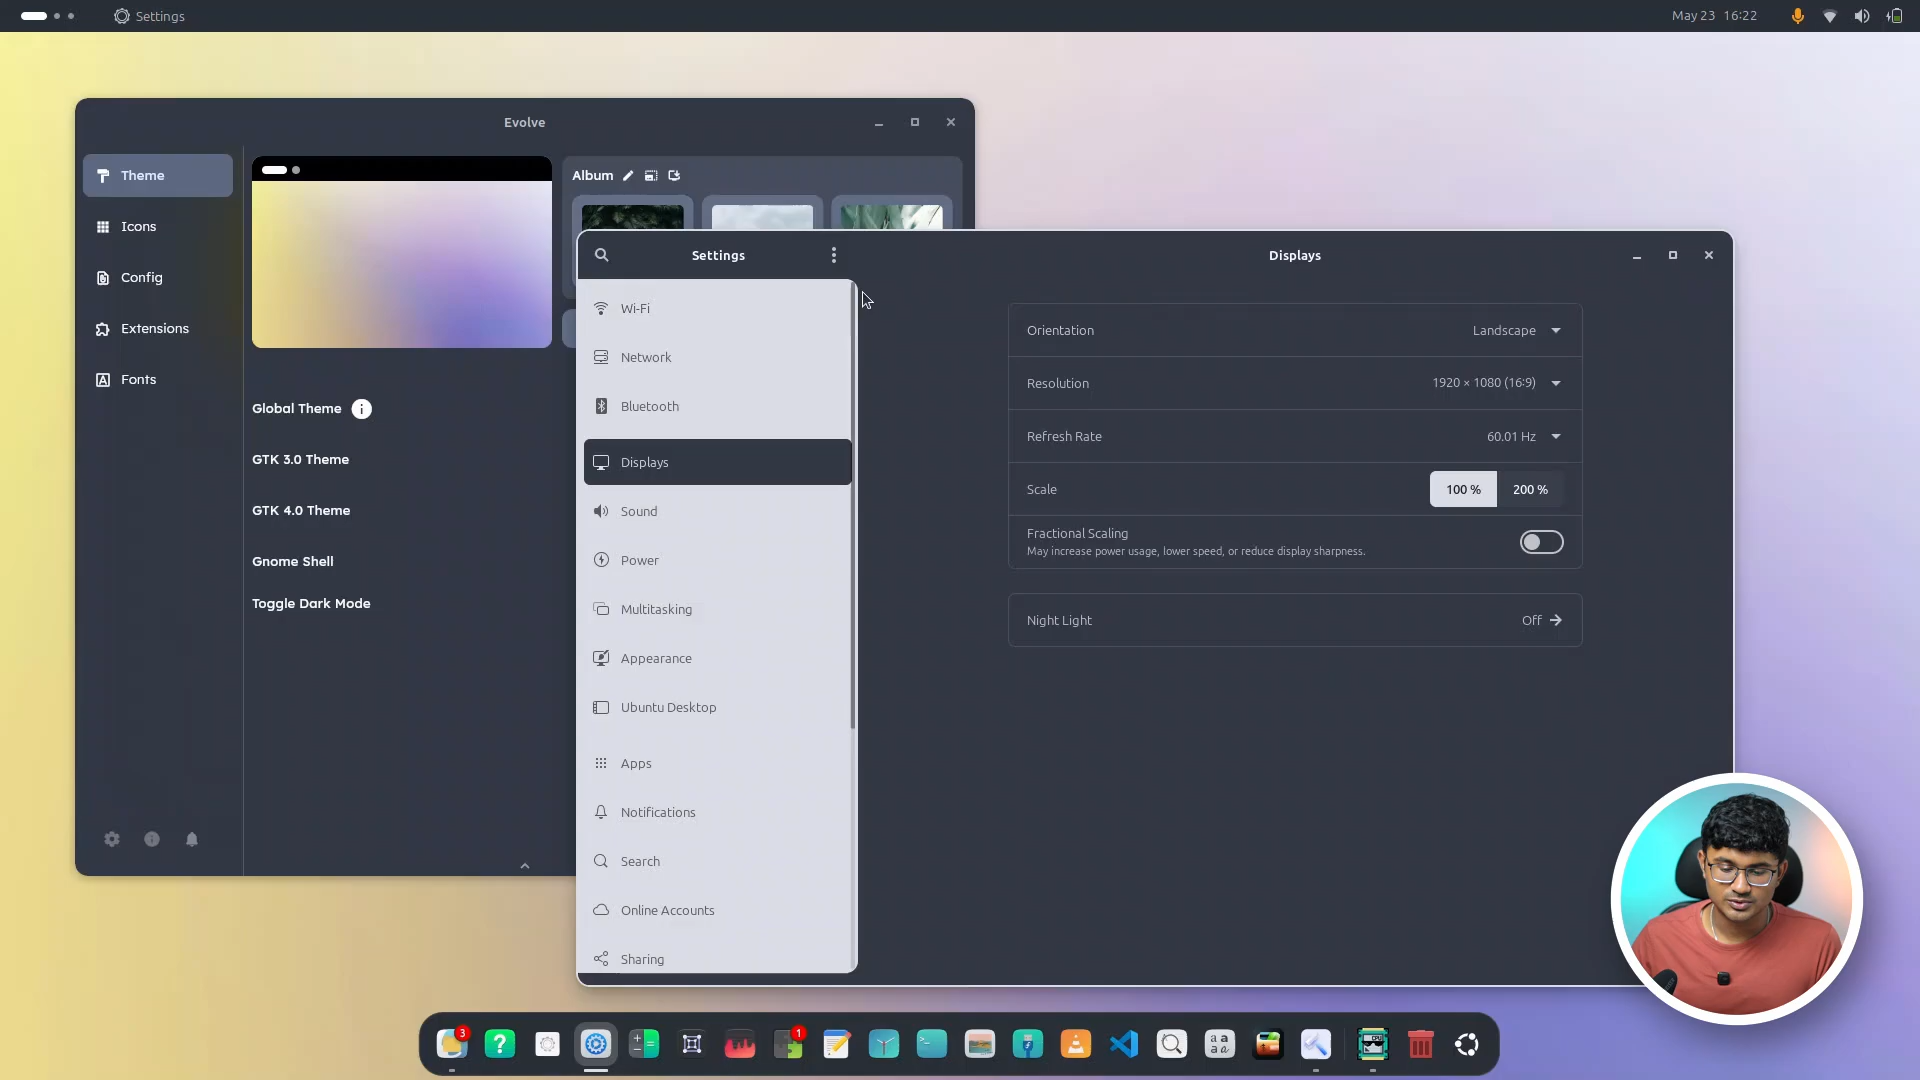 Settings
May 23 16:22
Evolve
Theme
Icons
Config
Extensions
Fonts
Album
Global Theme
GTK 3.0 Theme
GTK 4.0 Theme
Gnome Shell
Toggle Dark Mode
Settings
Wi-Fi
Network
Bluetooth
Displays
Sound
Power
Multitasking
Appearance
Ubuntu Desktop
Apps
Notifications
Search
Online Accounts
Sharing
Displays
Orientation
Landscape
Resolution
1920 × 1080 (16:9)
Refresh Rate
60.01 Hz
Scale
100 %
200 %
Fractional Scaling
May increase power usage, lower speed, or reduce display sharpness.
Night Light
Off
3
?
1
a a
a a